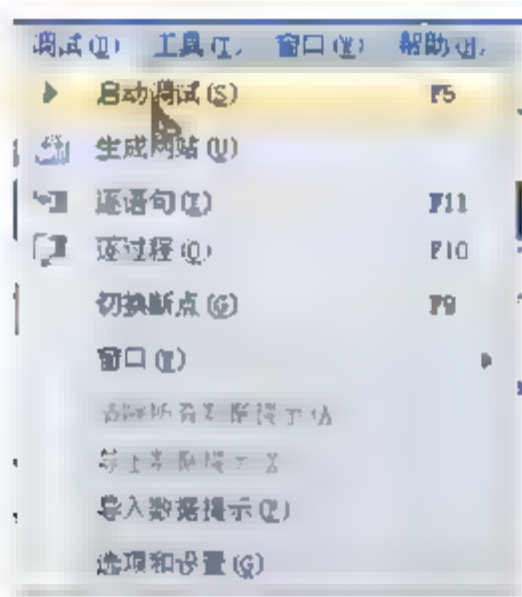 调试(D) 工具(T) 窗口(W) 帮助(H)
启动调试(S) F5
生成网站(U)
逐语句(I) F11
逐过程(O) F10
切换断点(G) F9
窗口(W)
导入数据提示(P)
选项和设置(G)